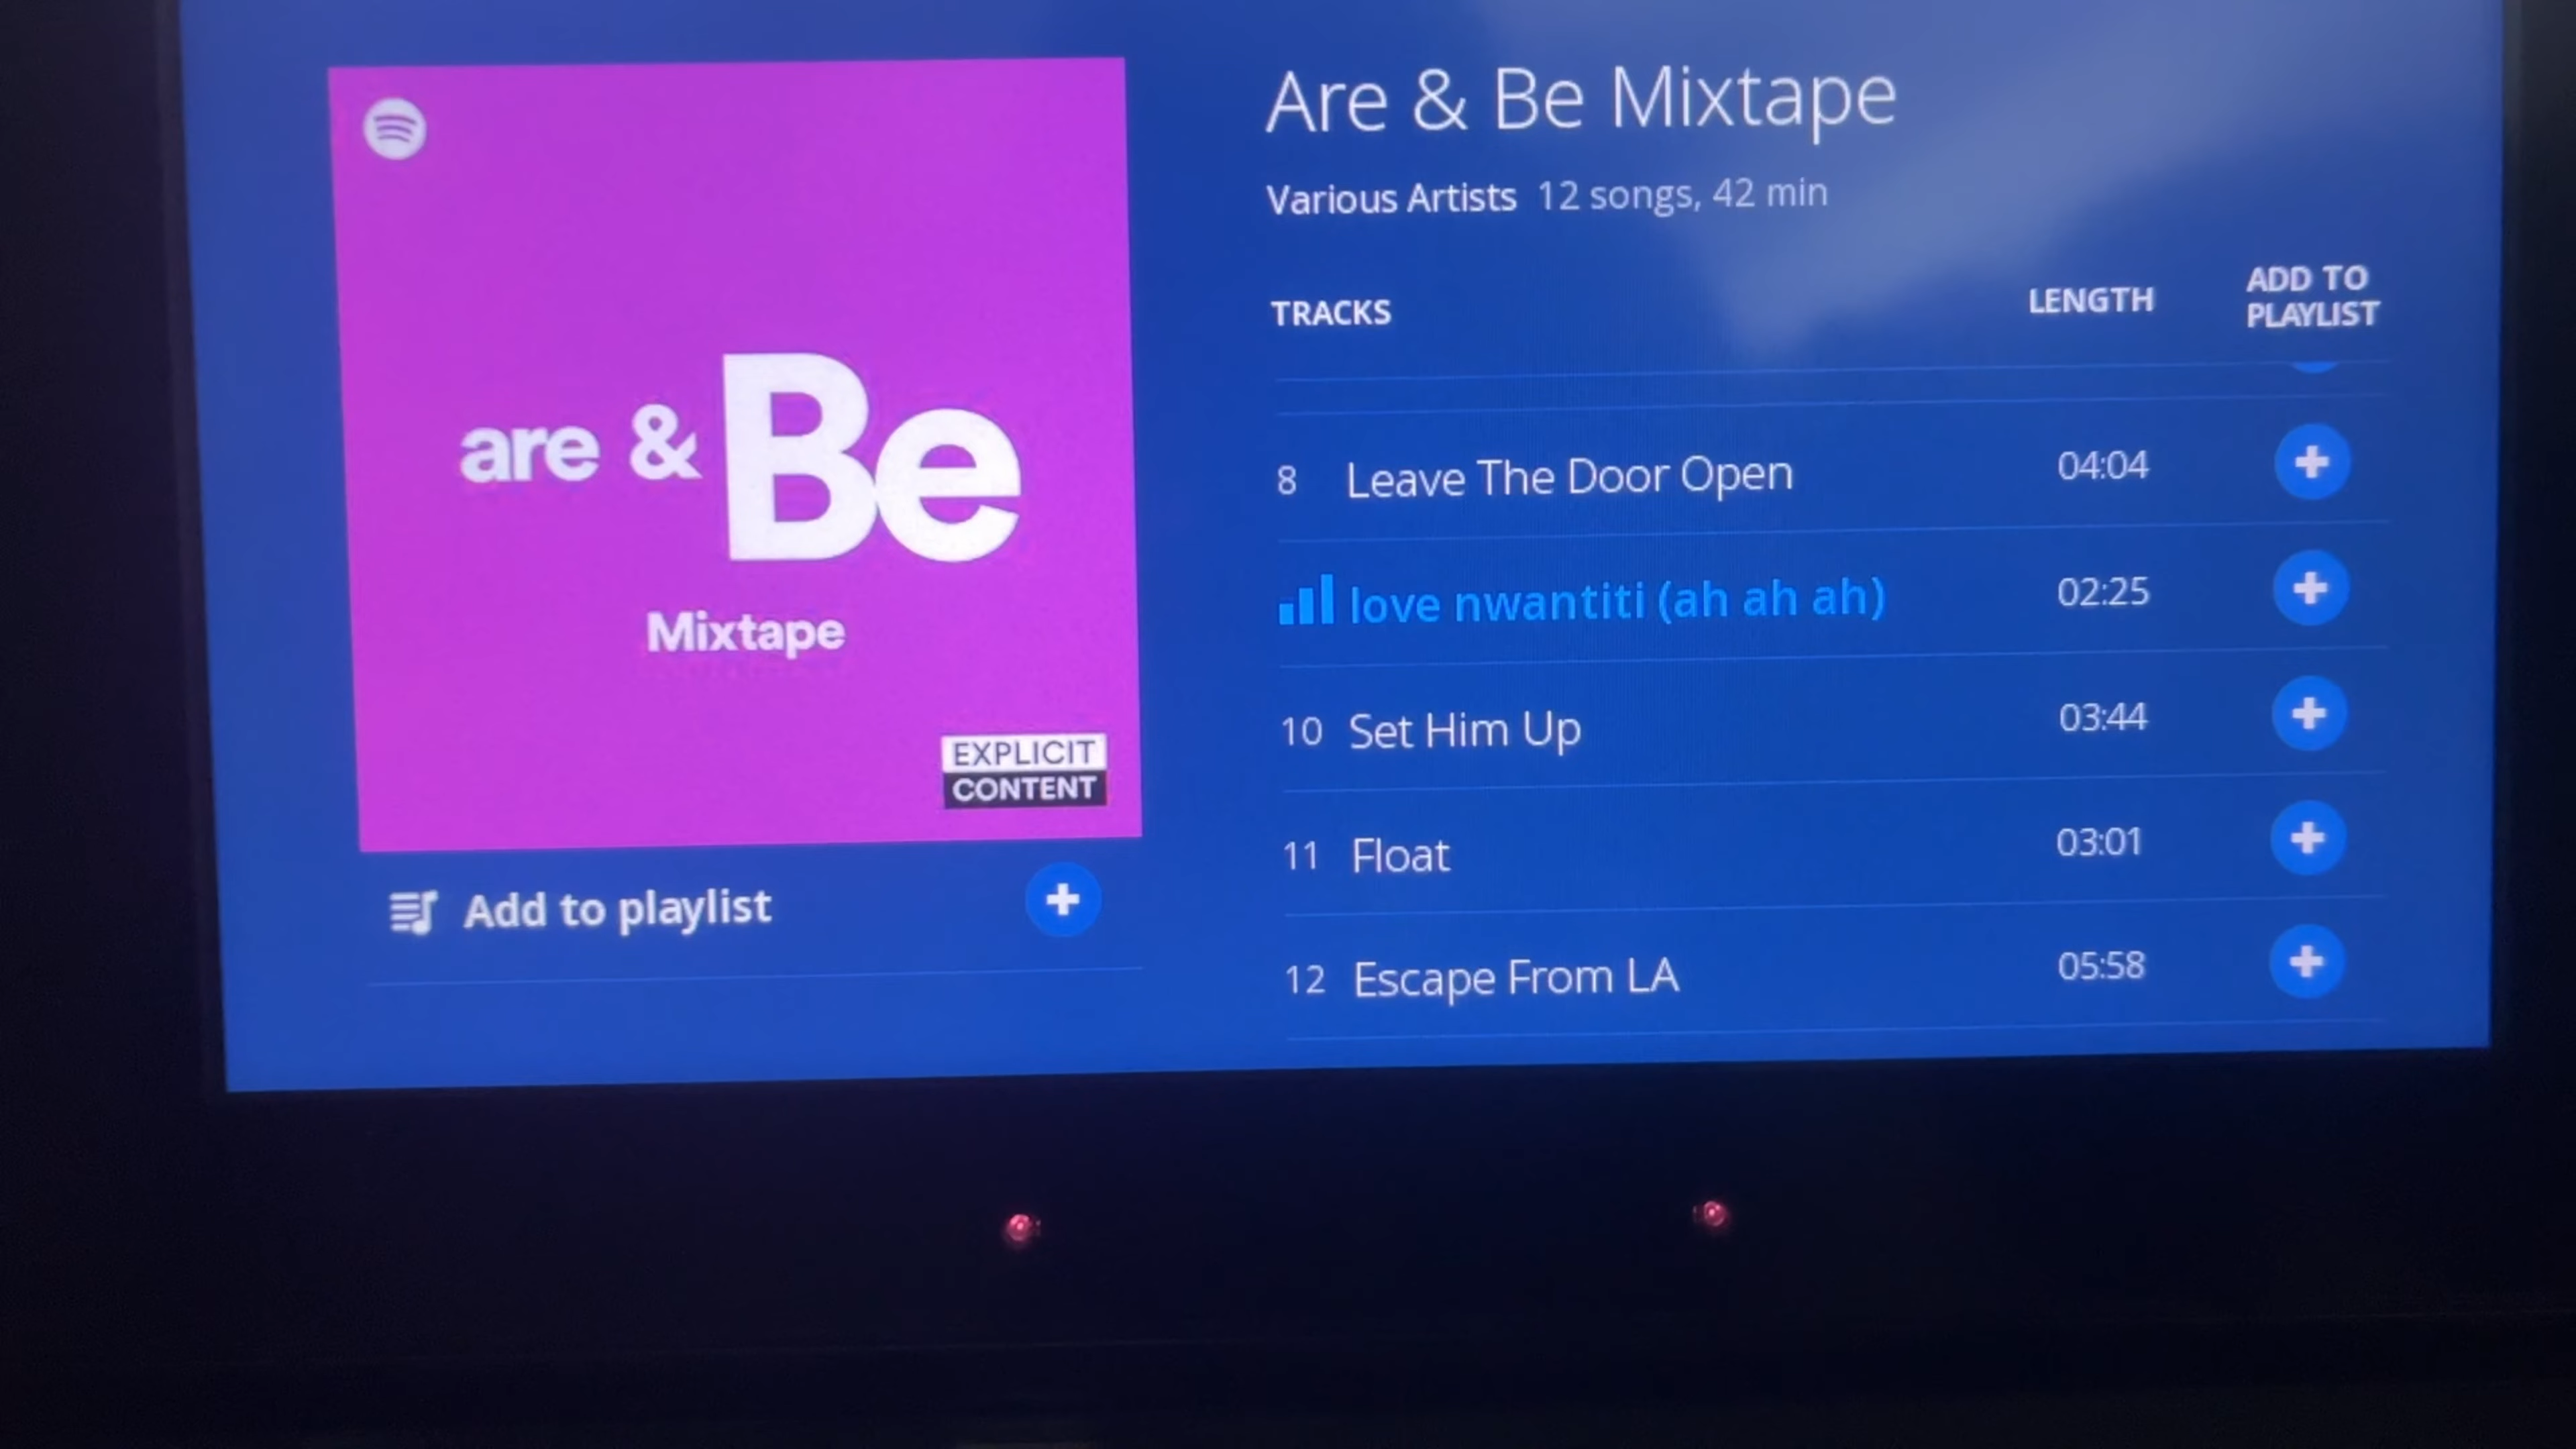 are & Be
Mixtape
EXPLICIT
CONTENT
Add to playlist
Are & Be Mixtape
Various Artists 12 songs, 42 min
TRACKS LENGTH ADD TO
PLAYLIST
8 Leave The Door Open 04:04
love nwantiti (ah ah ah) 02:25
10 Set Him Up 03:44
11 Float 03:01
12 Escape From LA 05:58